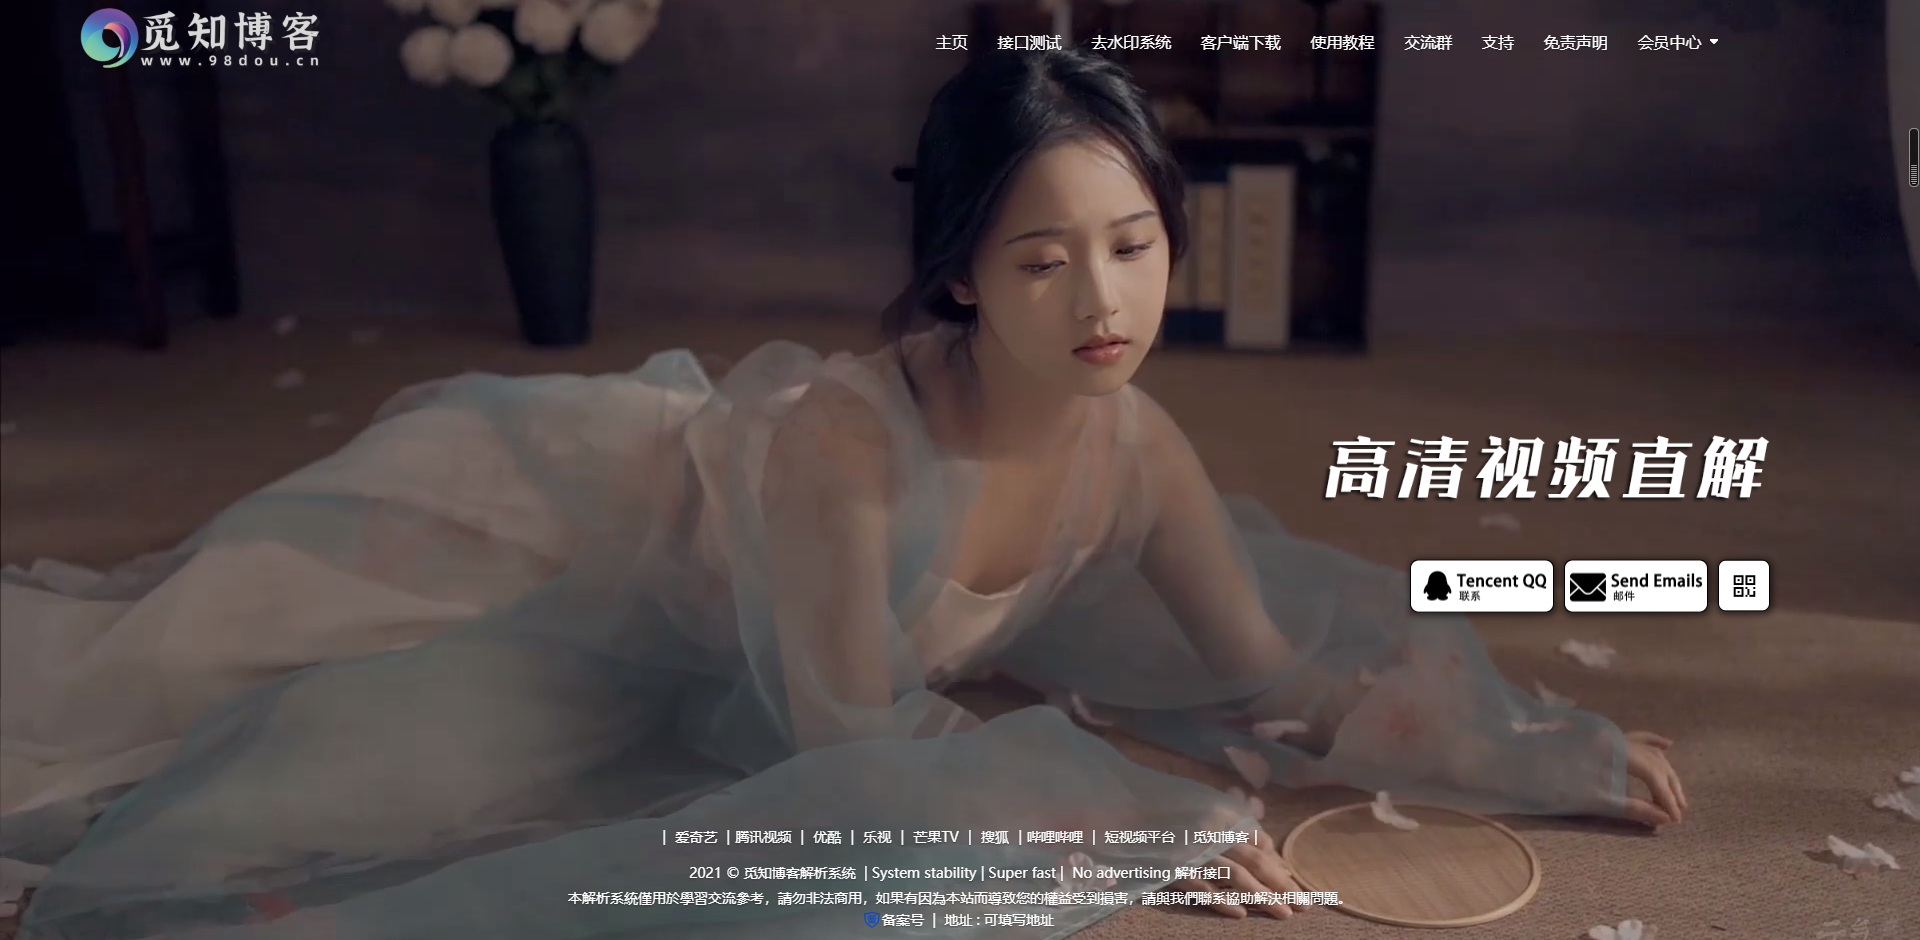 觅知博客
www.98dou.cn
主页 接口测试 去水印系统 客户端下载 使用教程 交流群 支持 免责声明 会员中心
高清视频直解
Tencent QQ
联系
Send Emails
邮件
| 爱奇艺 | 腾讯视频 | 优酷 | 乐视 | 芒果TV | 搜狐 | 哔哩哔哩 | 短视频平台 | 觅知博客 |
2021 © 觅知博客解析系统 | System stability | Super fast | No advertising 解析接口
本解析系統僅用於學習交流參考，請勿非法商用，如果有因為本站而導致您的權益受到損害，請與我們聯系協助解決相關問題。
备案号 | 地址 : 可填写地址